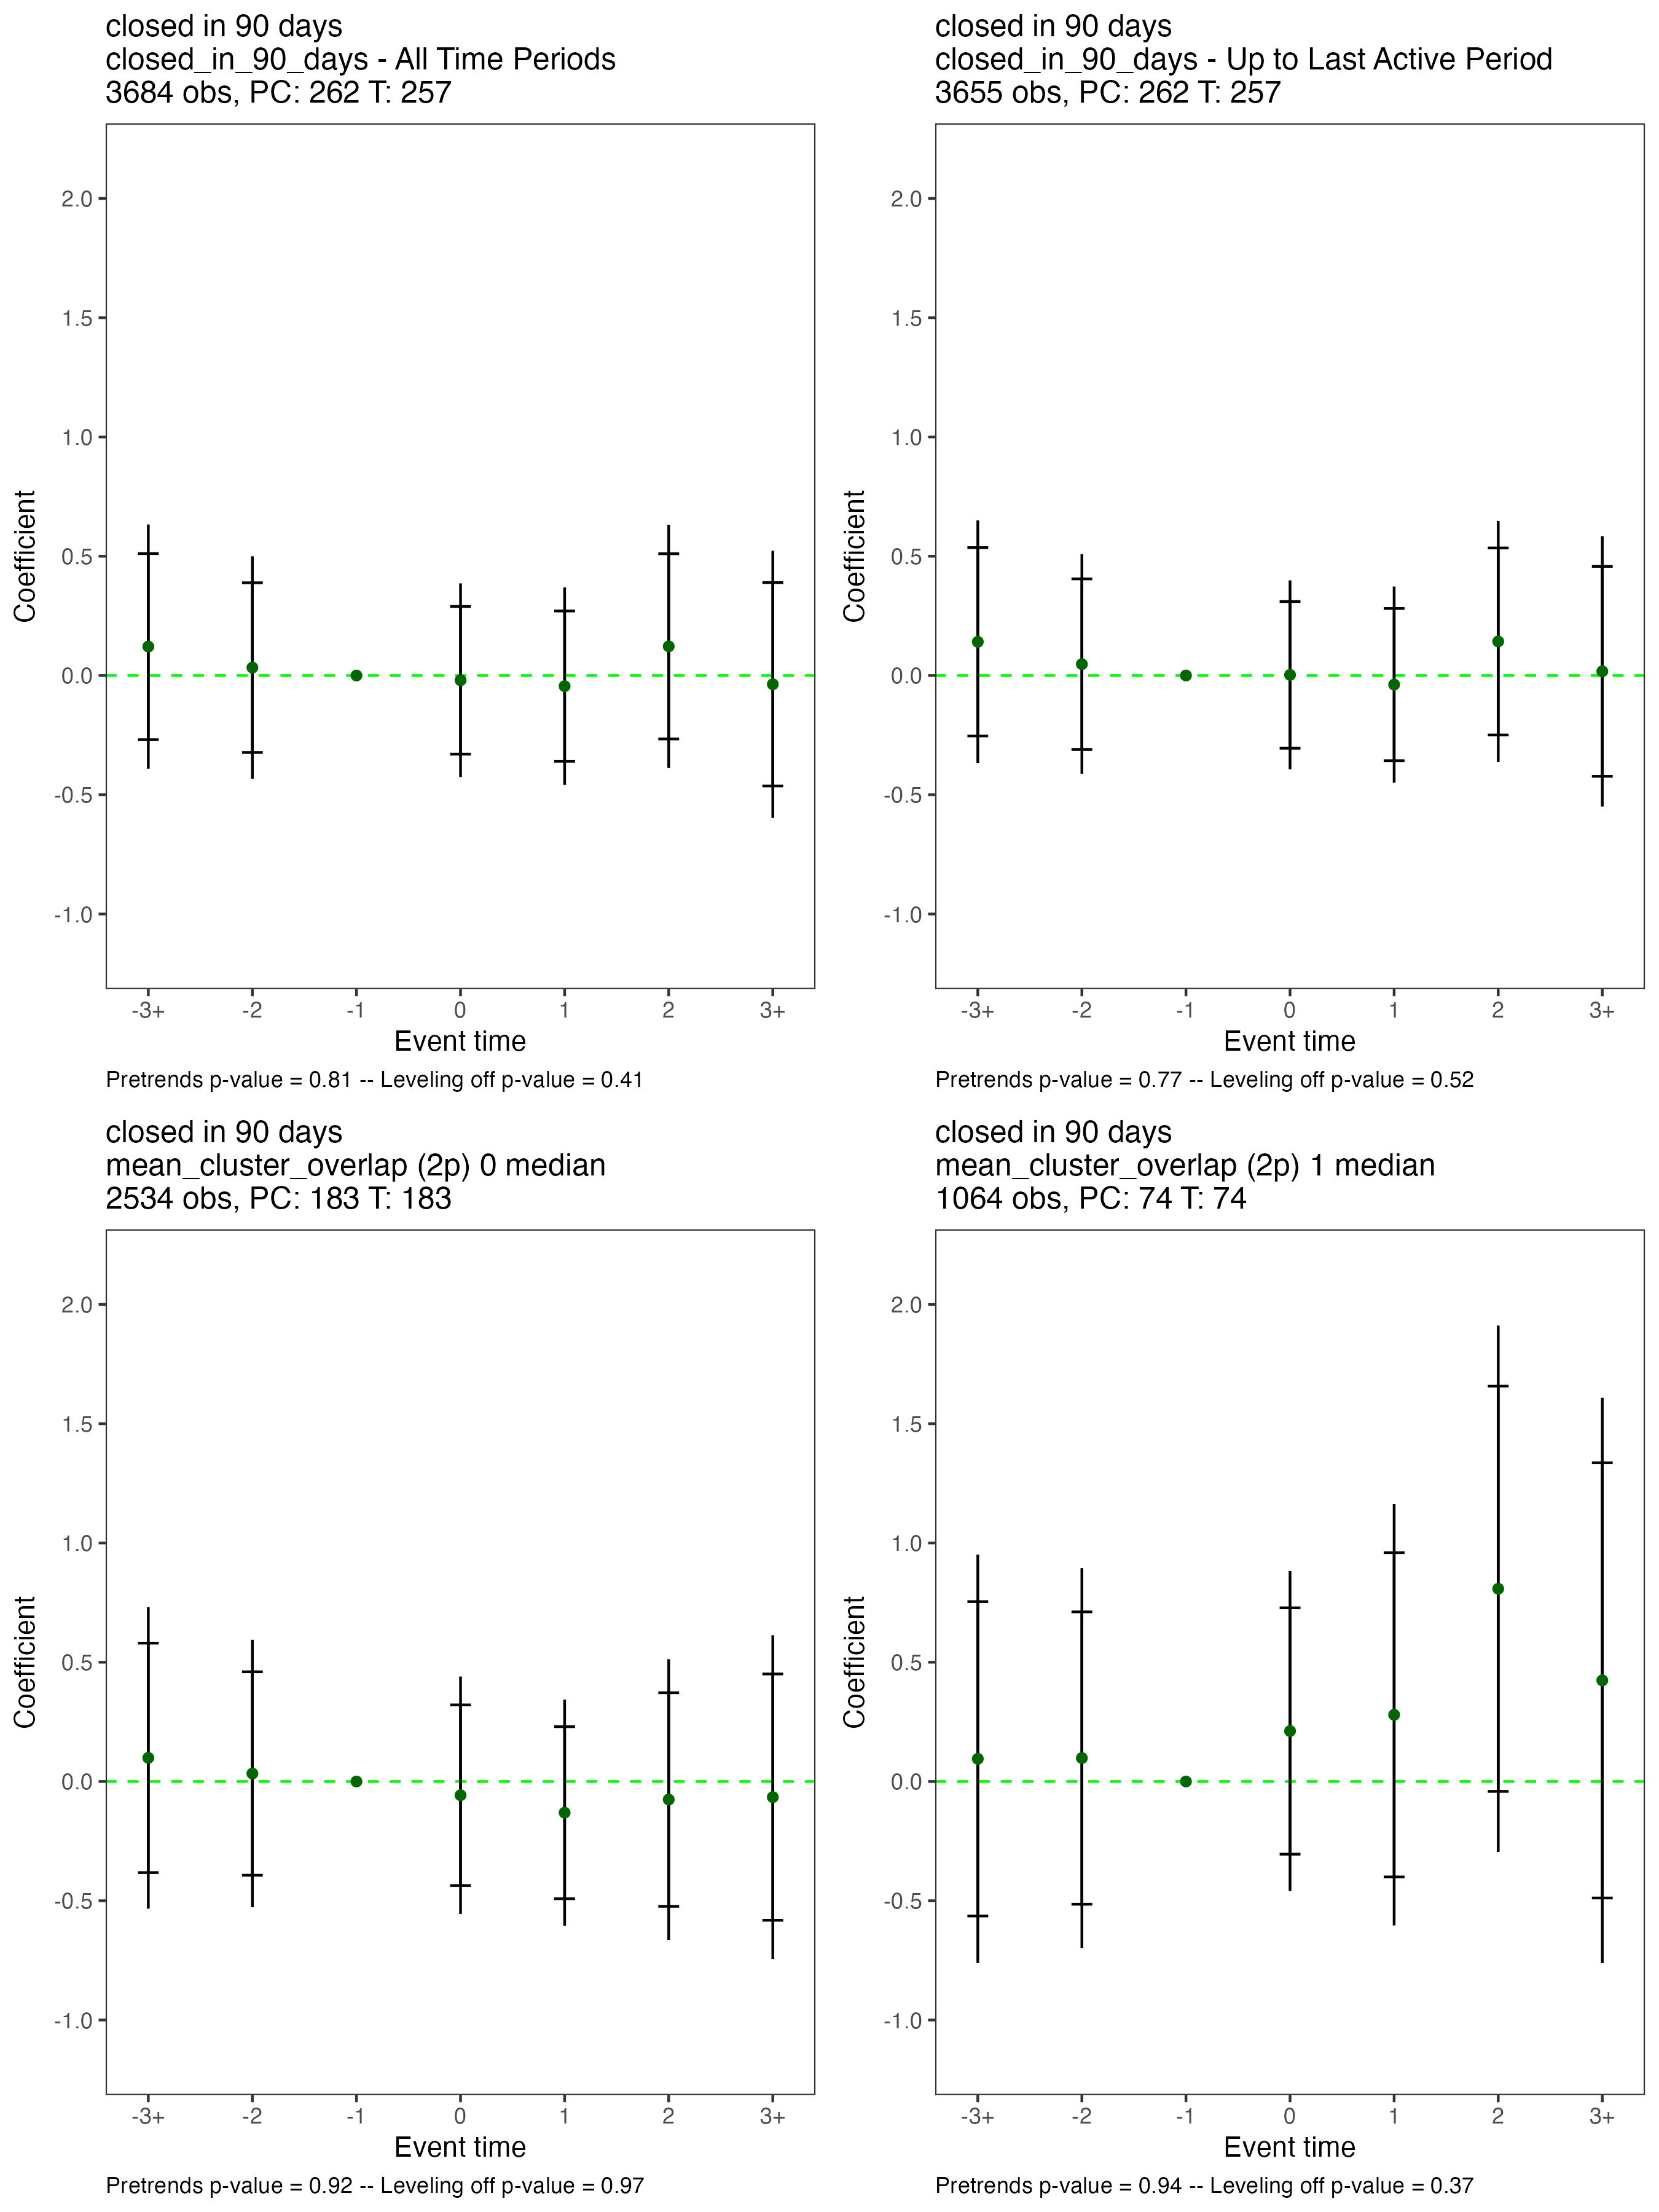 closed in 90 days
closed_in_90_days - All Time Periods
3684 obs, PC: 262 T: 257
Coefficient
2.0
1.5
1.0
0.5
0.0
-0.5
-1.0
-3+ -2 -1 0 1 2 3+
Event time
Pretrends p-value = 0.81 -- Leveling off p-value = 0.41
closed in 90 days
closed_in_90_days - Up to Last Active Period
3655 obs, PC: 262 T: 257
Coefficient
2.0
1.5
1.0
0.5
0.0
-0.5
-1.0
-3+ -2 -1 0 1 2 3+
Event time
Pretrends p-value = 0.77 -- Leveling off p-value = 0.52
closed in 90 days
mean_cluster_overlap (2p) 0 median
2534 obs, PC: 183 T: 183
Coefficient
2.0
1.5
1.0
0.5
0.0
-0.5
-1.0
-3+ -2 -1 0 1 2 3+
Event time
Pretrends p-value = 0.92 -- Leveling off p-value = 0.97
closed in 90 days
mean_cluster_overlap (2p) 1 median
1064 obs, PC: 74 T: 74
Coefficient
2.0
1.5
1.0
0.5
0.0
-0.5
-1.0
-3+ -2 -1 0 1 2 3+
Event time
Pretrends p-value = 0.94 -- Leveling off p-value = 0.37